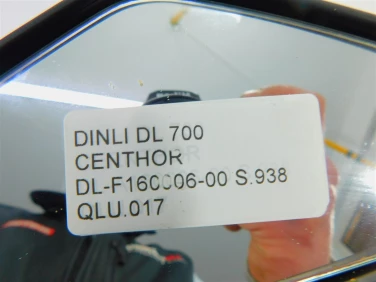 DINLI DL 700
CENTHOR
DL-F160006-00 S.938
QLU.017